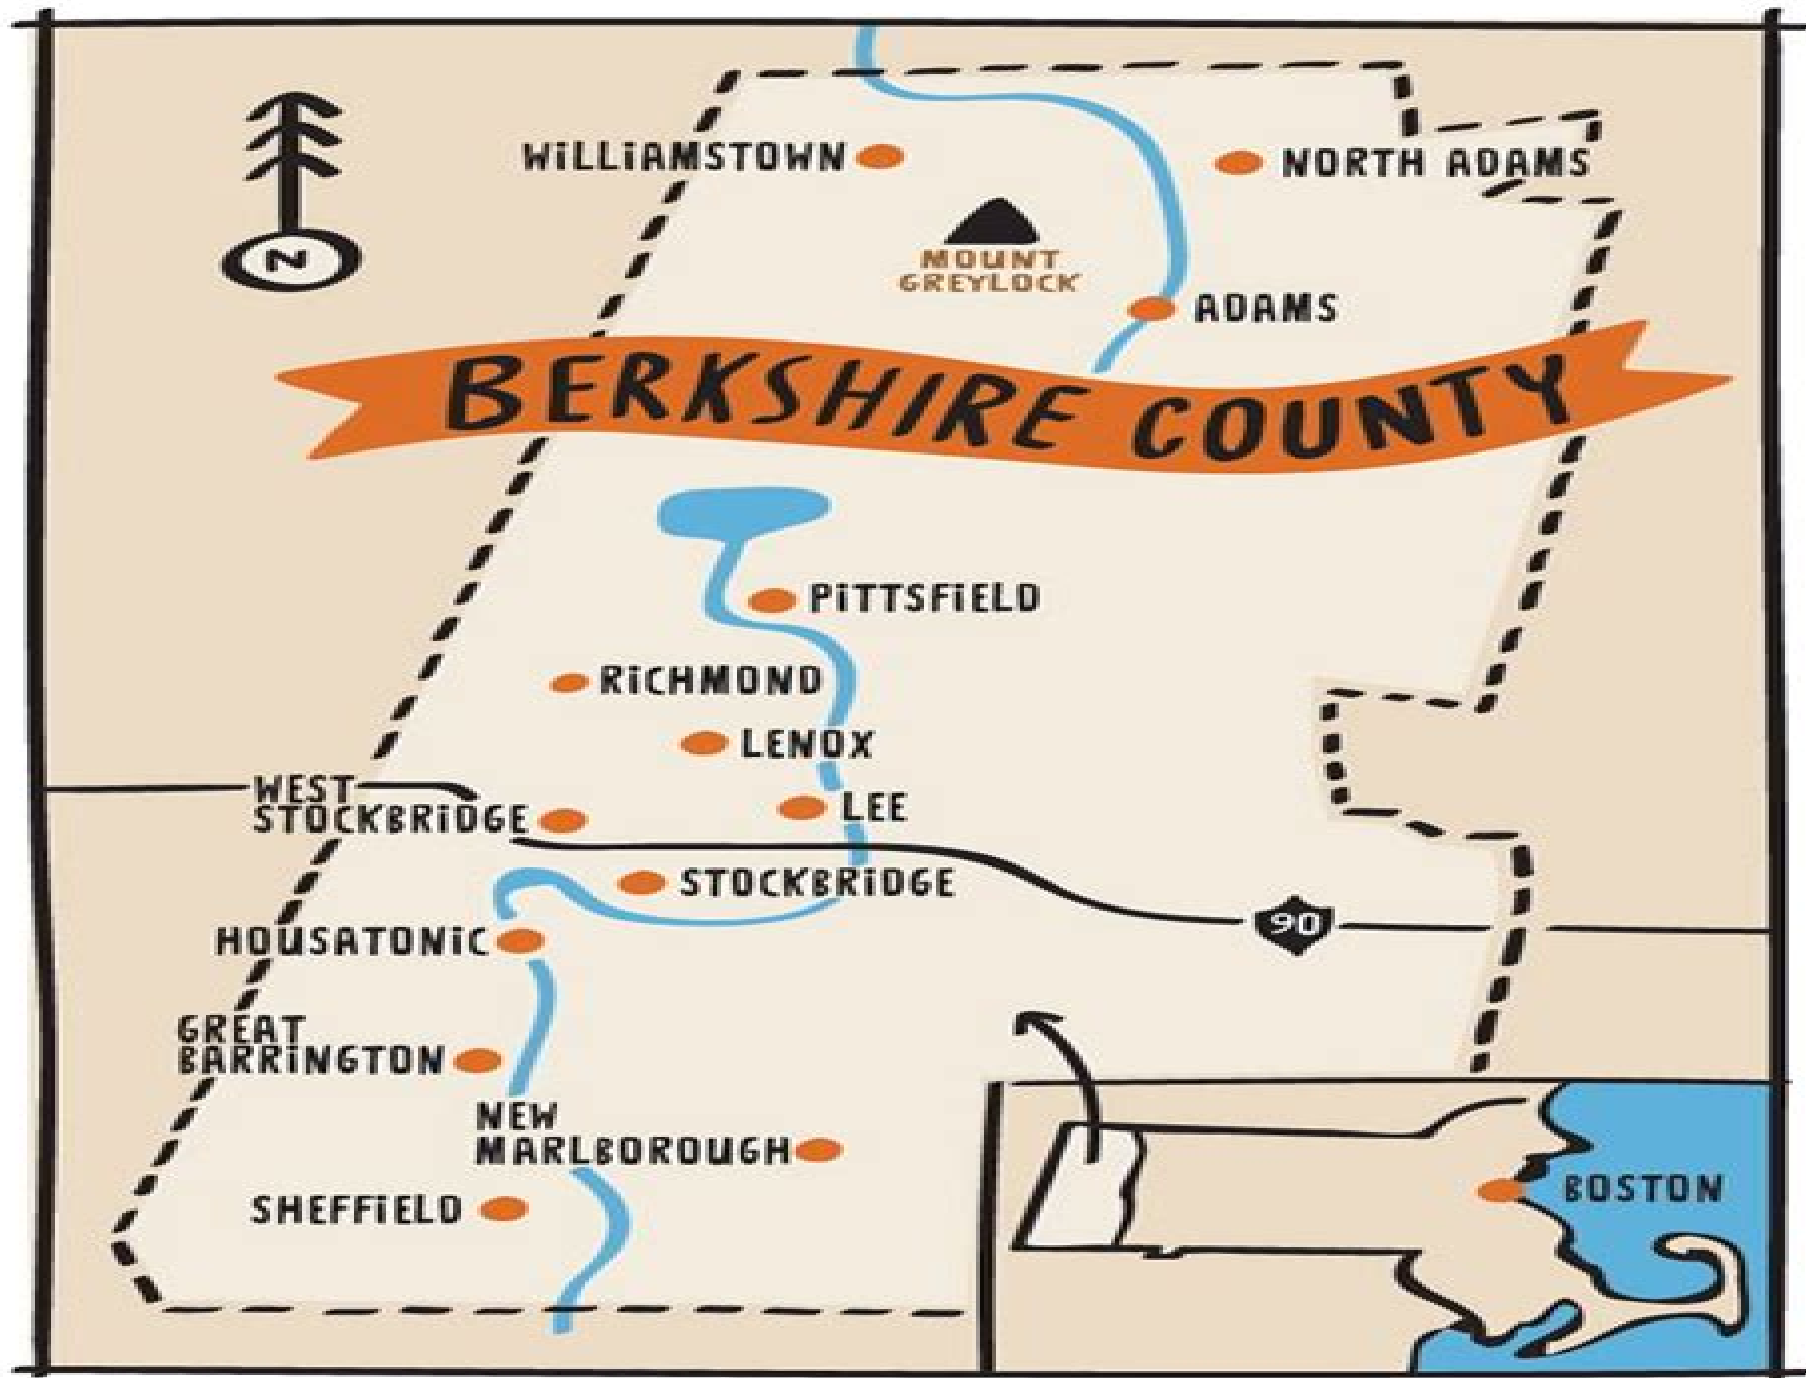 WiLLiAMSTOWN
NORTH ADAMS
N
MOUNT
GREYLOCK
ADAMS
BERKSHIRE COUNTY
PiTTSFiELD
RiCHMOND
LENOX
WEST
STOCKBRiDGE
LEE
STOCKBRiDGE
90
HOUSATONiC
GREAT
BARRiNGTON
NEW
MARLBOROUGH
SHEFFiELD
BOSTON